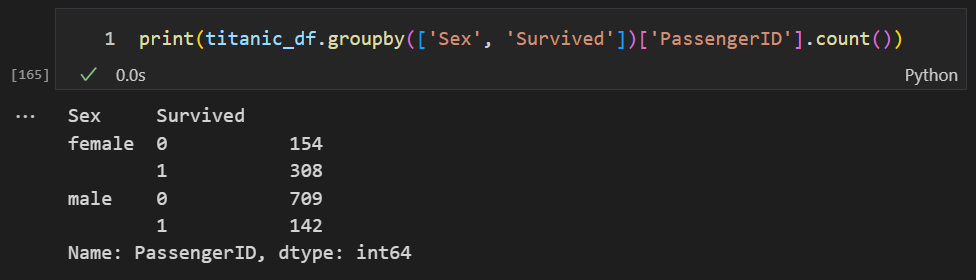 1 print(titanic_df.groupby(['Sex', 'Survived'])['PassengerID'].count())
[165] ✓ 0.0s Python
... Sex Survived
female 0 154
1 308
male 0 709
1 142
Name: PassengerID, dtype: int64